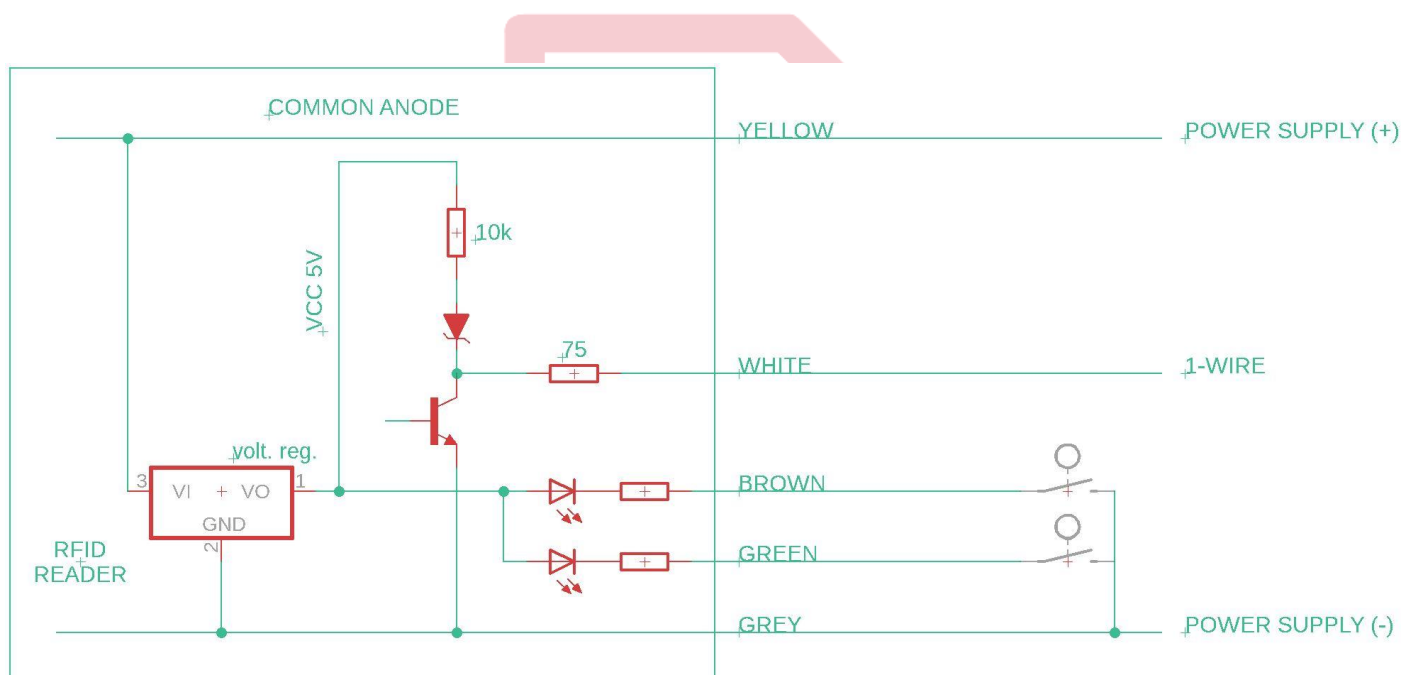 COMMON ANODE
YELLOW
POWER SUPPLY (+)
10k
VCC 5V
75
WHITE
1-WIRE
volt. reg.
3
VI
VO
1
GND
2
BROWN
GREEN
RFID
READER
GREY
POWER SUPPLY (-)